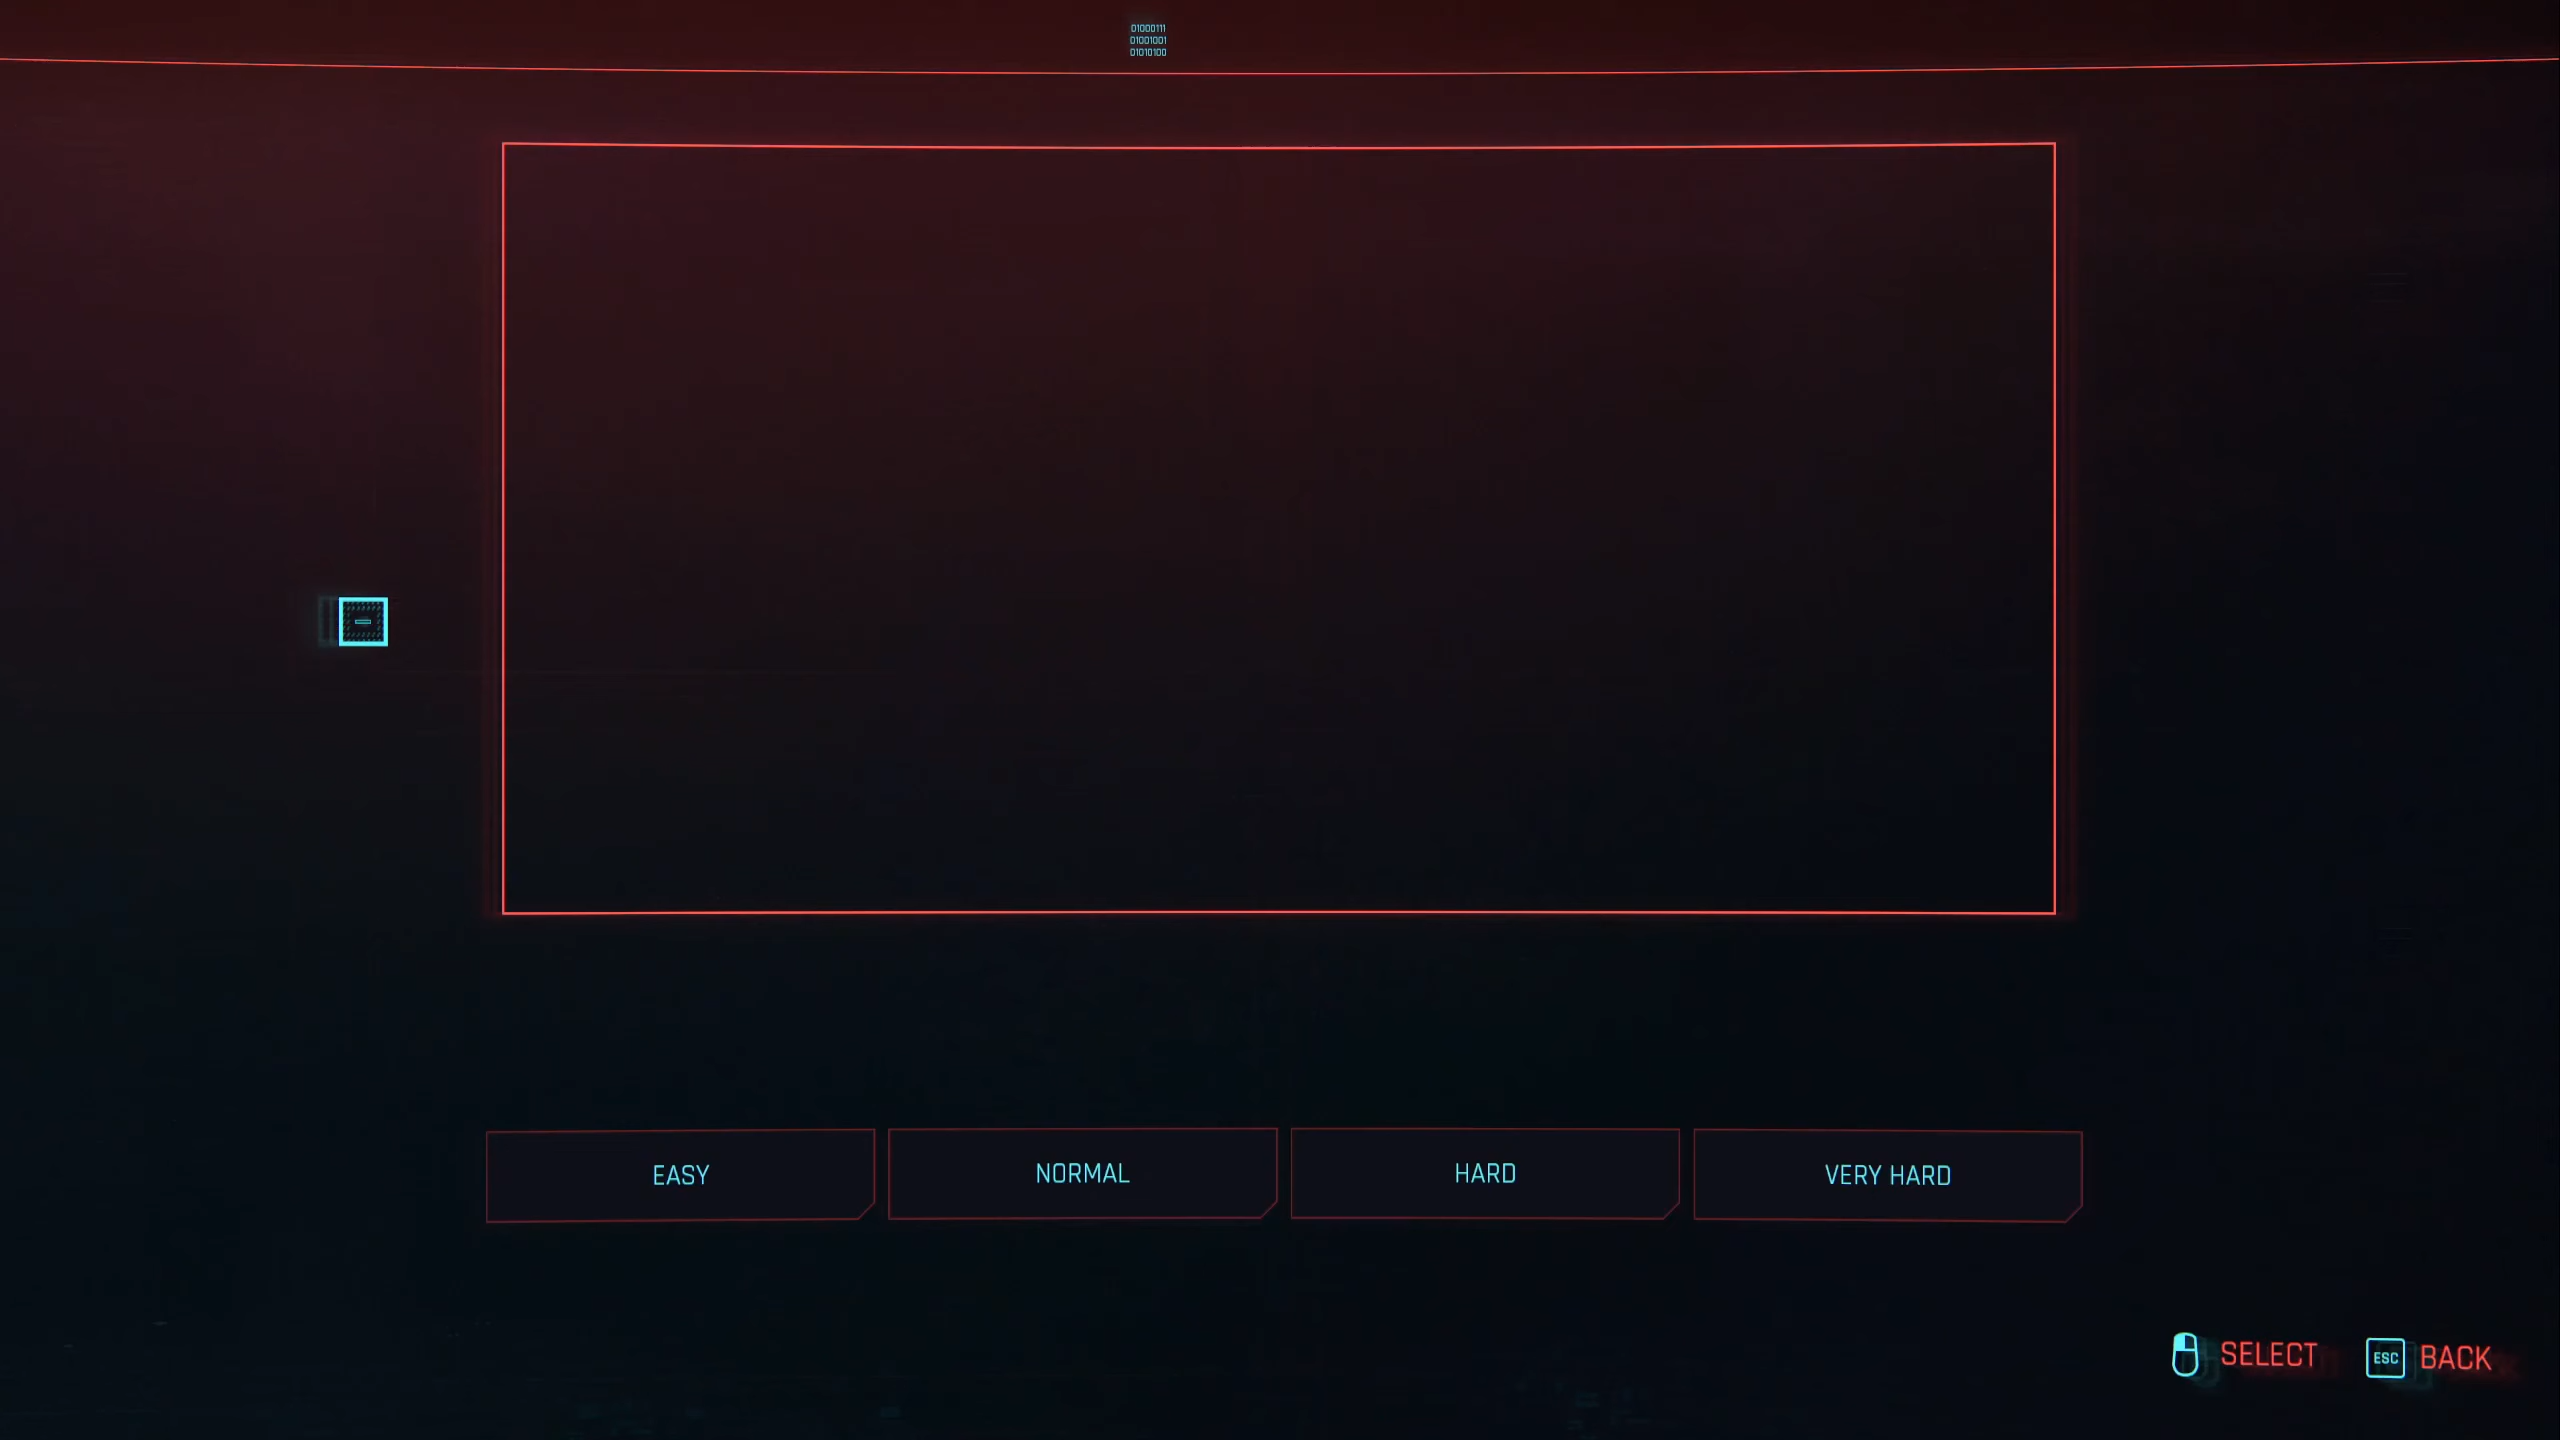 01000111
01001001
01010100
EASY
NORMAL
HARD
VERY HARD
SELECT
ESC BACK